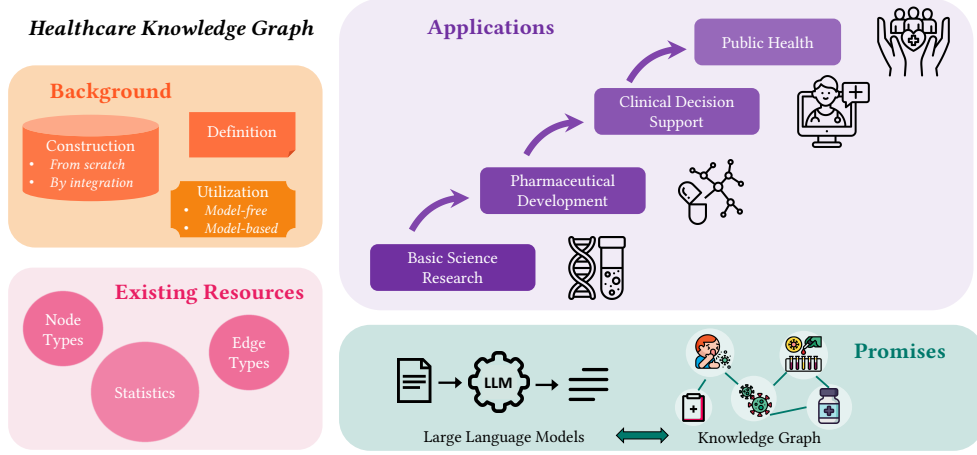 Healthcare Knowledge Graph
Background
Construction
• From scratch
• By integration
Definition
Utilization
• Model-free
• Model-based
Existing Resources
Node
Types
Edge
Types
Statistics
Applications
Public Health
Clinical Decision
Support
Pharmaceutical
Development
Basic Science
Research
Promises
LLM
Large Language Models
Knowledge Graph